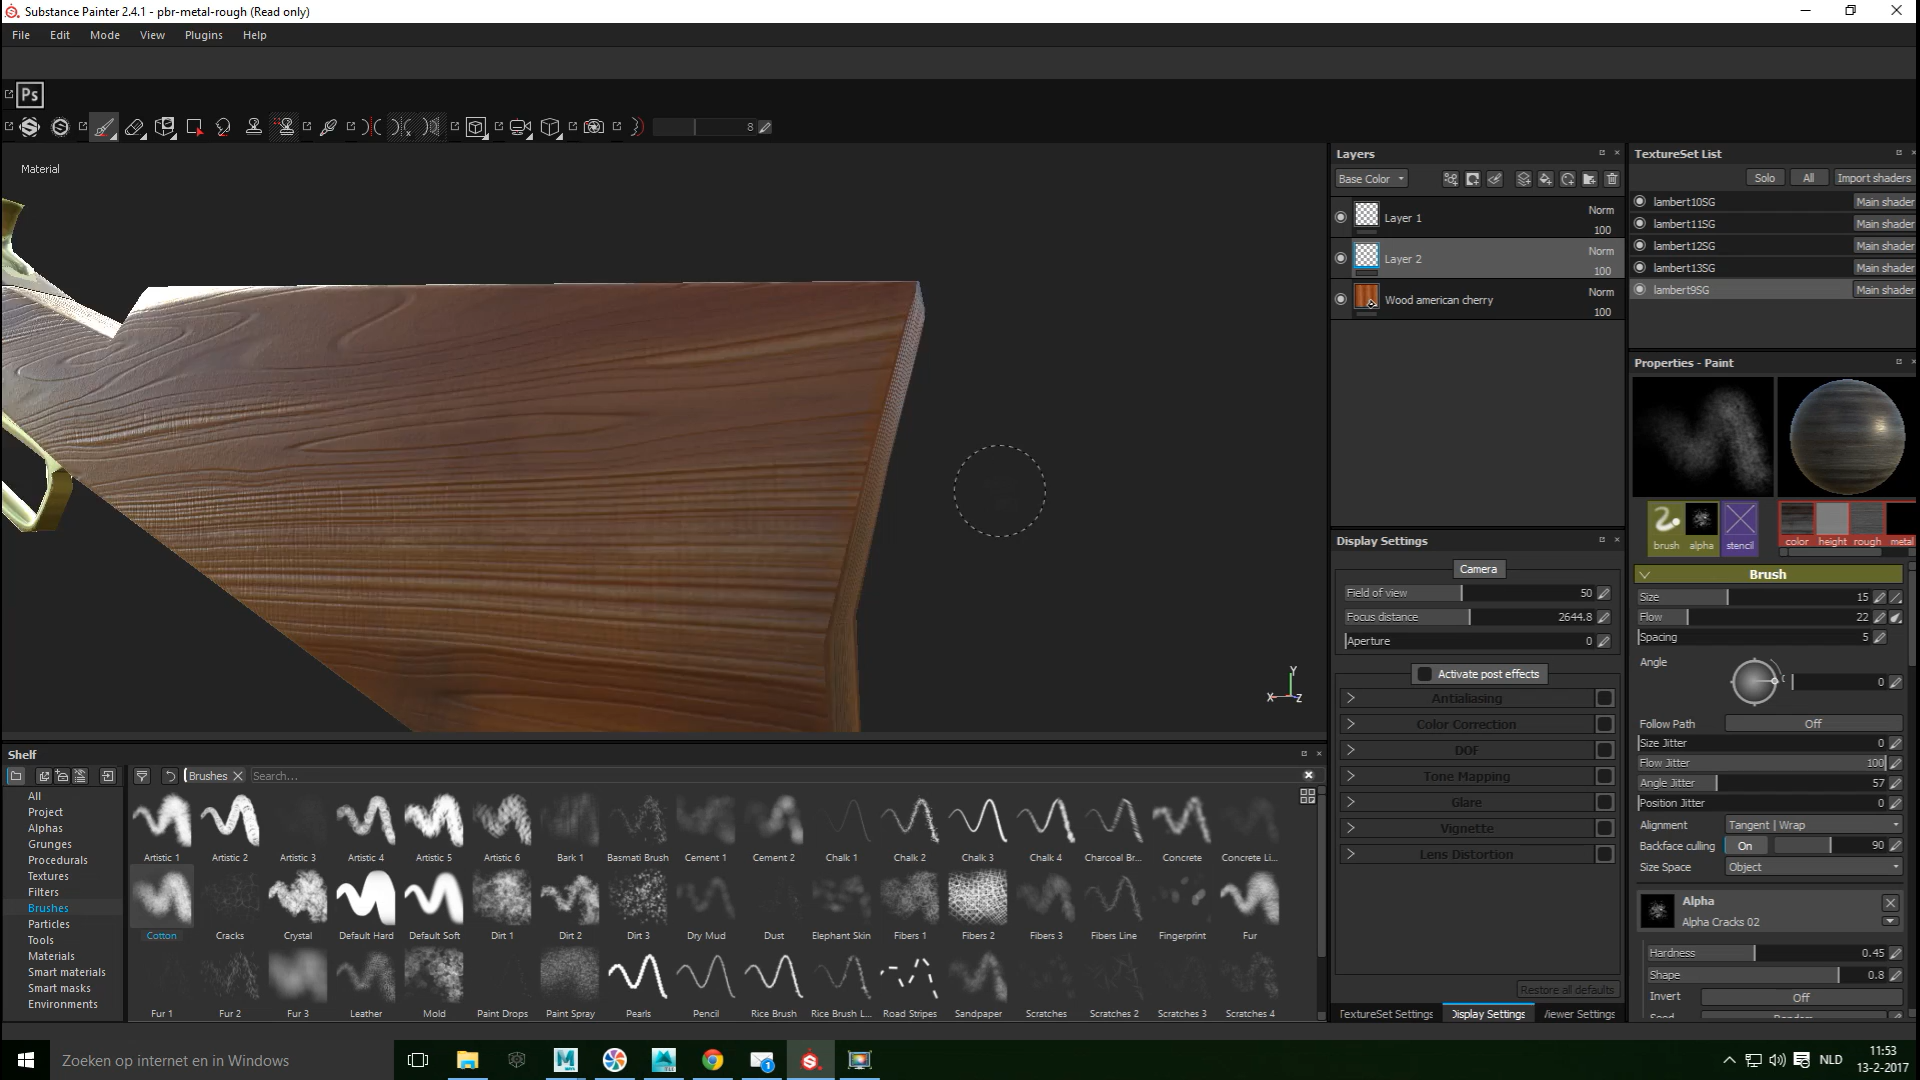 Substance Painter 2.4.1 - pbr-metal-rough (Read only)
File Edit Mode View Plugins Help
Ps
8
Material
Layers
Base Color
Layer 1 Norm 100
Layer 2 Norm 100
Wood american cherry Norm 100
TextureSet List
Solo All Import shaders
lambert10SG Main shader
lambert11SG Main shader
lambert12SG Main shader
lambert13SG Main shader
lambert9SG Main shader
Properties - Paint
brush alpha stencil color height rough metal
Brush
Size 15
Flow 22
Spacing 5
Angle 0
Follow Path Off
Size Jitter 0
Flow Jitter 100
Angle Jitter 57
Position Jitter 0
Alignment Tangent | Wrap
Backface culling On 90
Size Space Object
Alpha
Alpha Cracks 02
Hardness 0.45
Shape 0.8
Invert Off
Seed Random
Display Settings
Camera
Field of view 50
Focus distance 2644.8
Aperture 0
Activate post effects
Antialiasing
Color Correction
DOF
Tone Mapping
Glare
Vignette
Lens Distortion
Restore all defaults
TextureSet Settings Display Settings Viewer Settings
Y
X Z
Shelf
Brushes Search...
All
Project
Alphas
Grunges
Procedurals
Textures
Filters
Brushes
Particles
Tools
Materials
Smart materials
Smart masks
Environments
Artistic 1 Artistic 2 Artistic 3 Artistic 4 Artistic 5 Artistic 6 Bark 1 Basmati Brush Cement 1 Cement 2 Chalk 1 Chalk 2 Chalk 3 Chalk 4 Charcoal Br... Concrete Concrete Li...
Cotton Cracks Crystal Default Hard Default Soft Dirt 1 Dirt 2 Dirt 3 Dry Mud Dust Elephant Skin Fibers 1 Fibers 2 Fibers 3 Fibers Line Fingerprint Fur
Fur 1 Fur 2 Fur 3 Leather Mold Paint Drops Paint Spray Pearls Pencil Rice Brush Rice Brush L... Road Stripes Sandpaper Scratches Scratches 2 Scratches 3 Scratches 4
Zoeken op internet en in Windows
NLD
11:53
13-2-2017